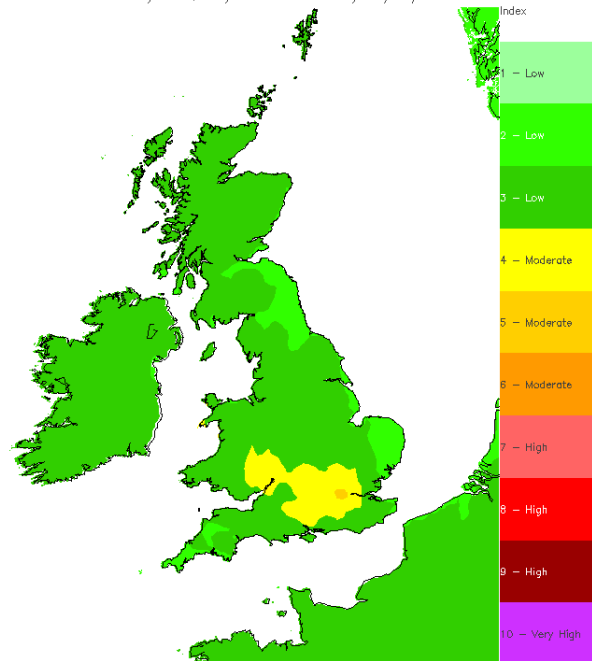 Index
1 – Low
2 – Low
3 – Low
4 – Moderate
5 – Moderate
6 – Moderate
7 – High
8 – High
9 – High
10 – Very High